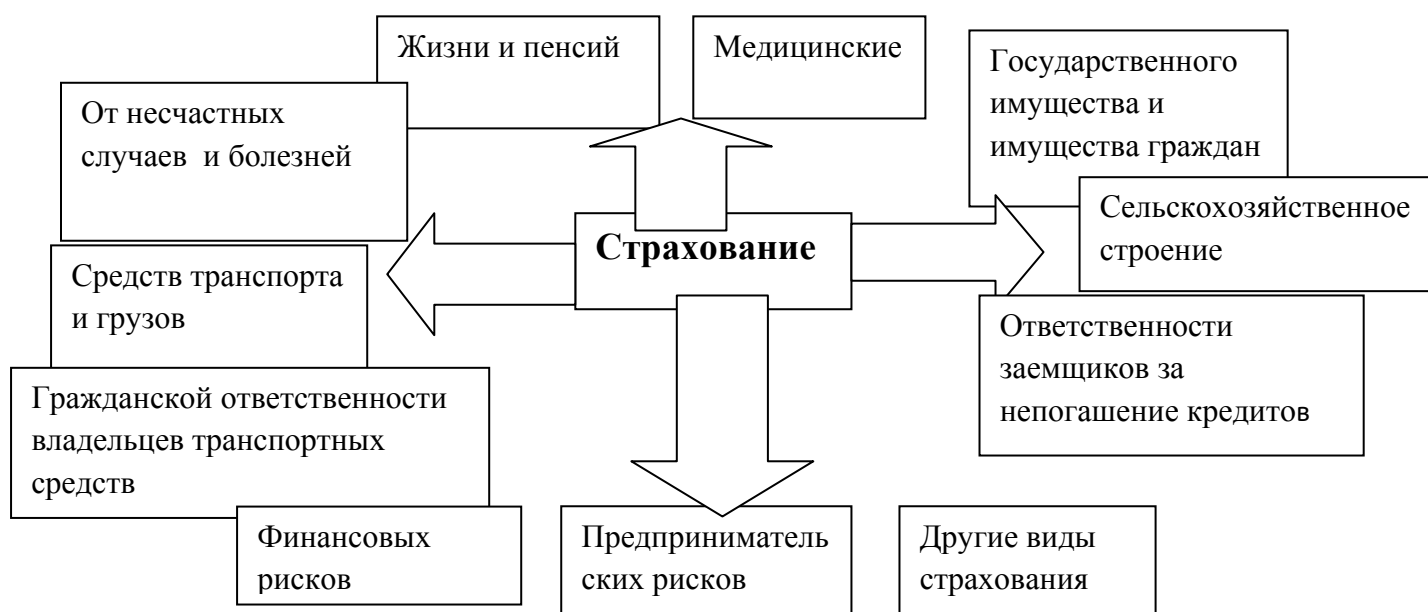 Жизни и пенсий
Медицинские
Государственного
имущества и
имущества граждан
От несчастных
случаев и болезней
Сельскохозяйственное
строение
Страхование
Средств транспорта
и грузов
Ответственности
заемщиков за
непогашение кредитов
Гражданской ответственности
владельцев транспортных
средств
Финансовых
рисков
Предприниматель
ских рисков
Другие виды
страхования